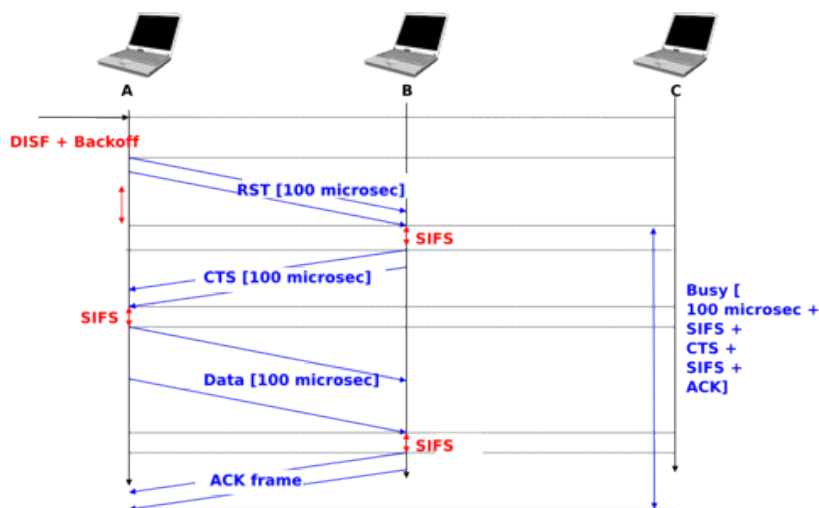 A
B
C
DISF + Backoff
RST [100 microsec]
SIFS
CTS [100 microsec]
SIFS
Busy [
100 microsec +
SIFS +
CTS +
SIFS +
ACK]
Data [100 microsec]
SIFS
ACK frame